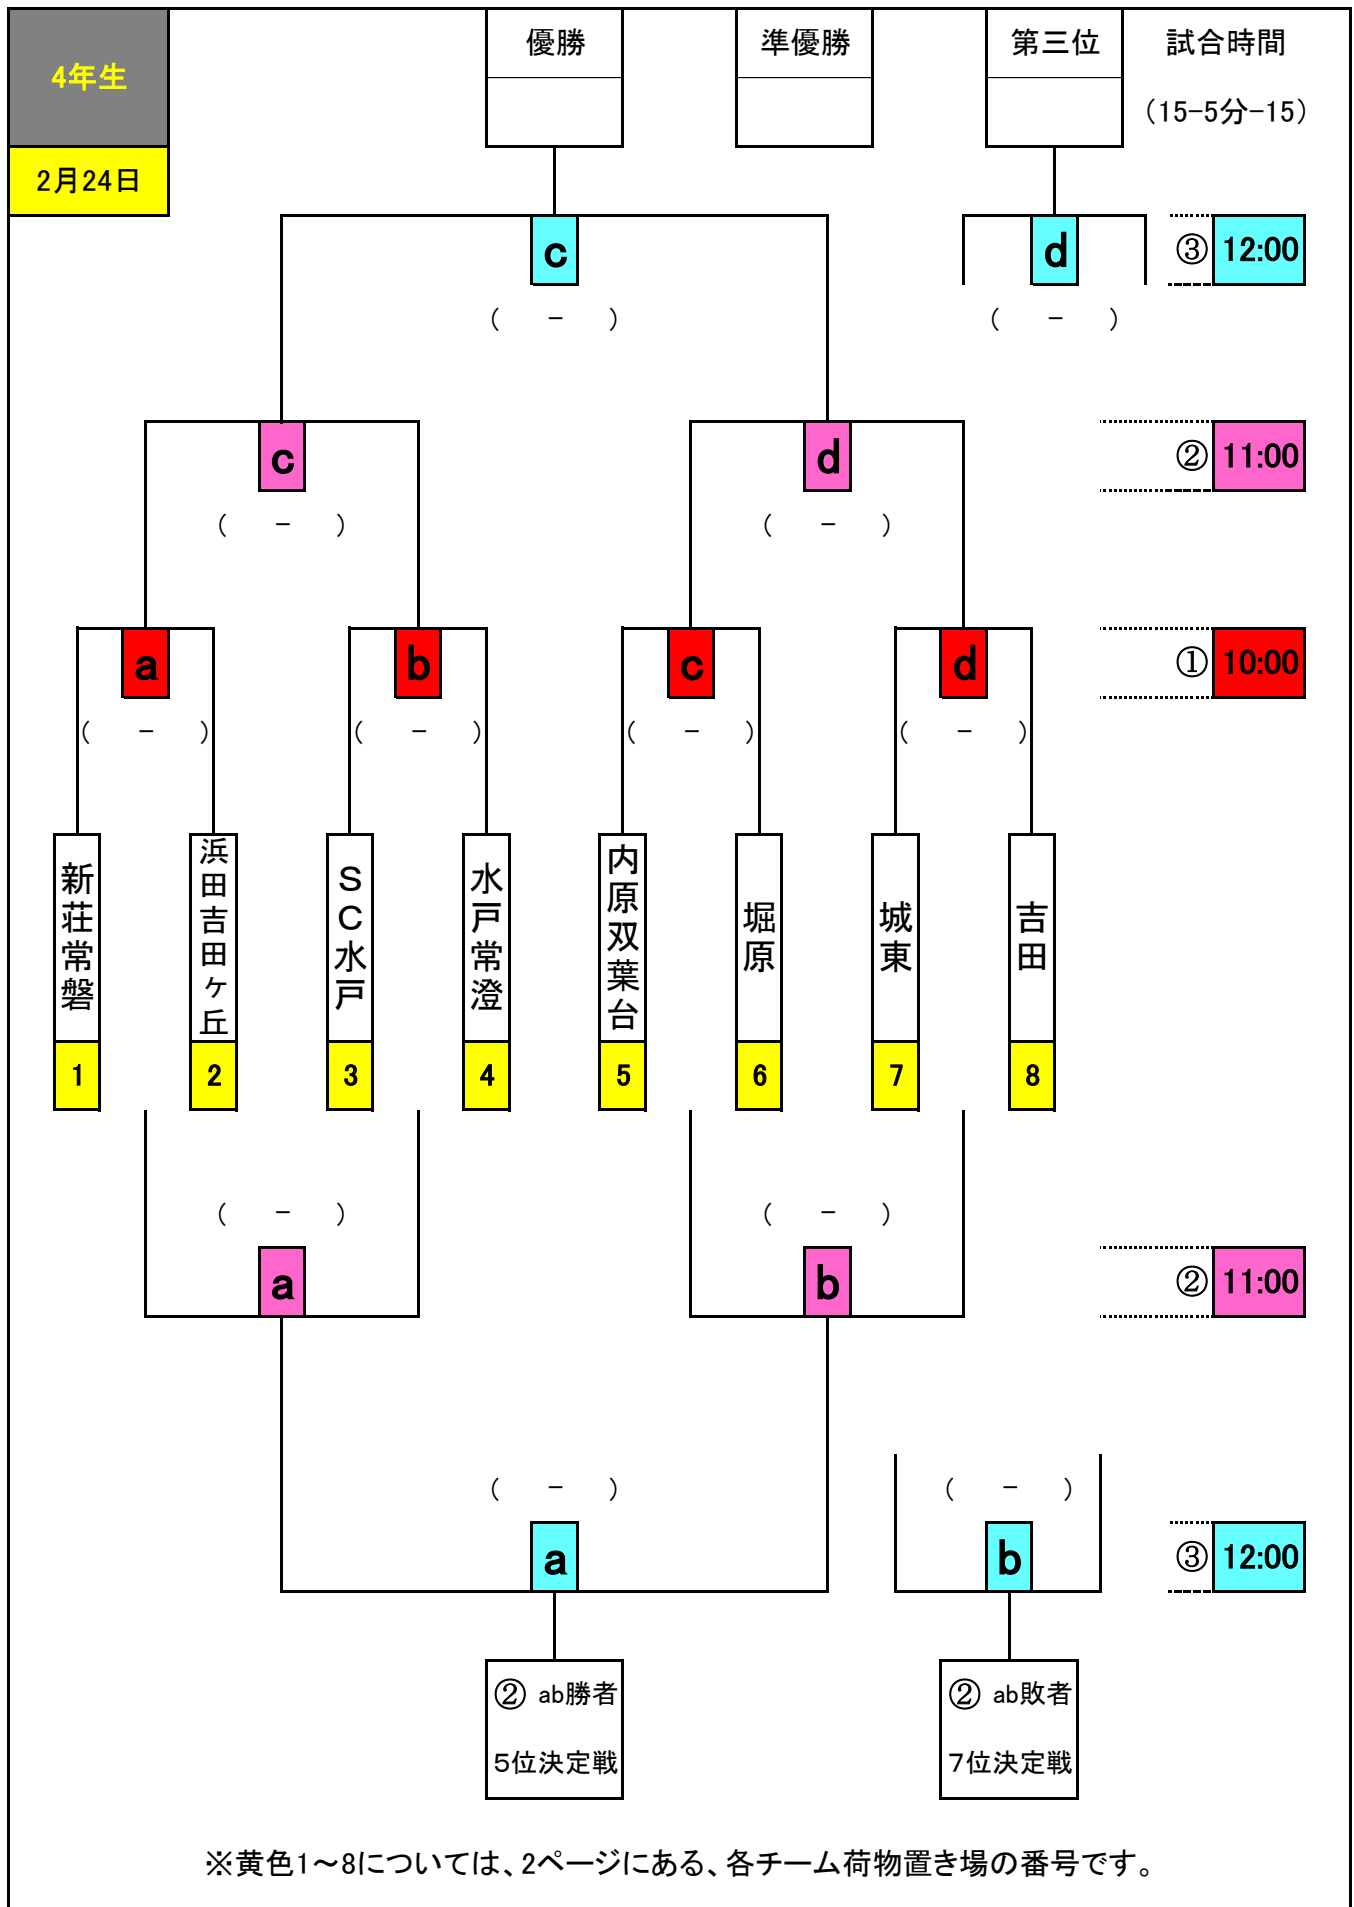 4年生
2月24日
優勝
準優勝
第三位
試合時間
（15-5分-15）
c
d
③ 12:00
（ － ）
（ － ）
c
d
② 11:00
（ － ）
（ － ）
a
b
c
d
① 10:00
（ － ）
（ － ）
（ － ）
（ － ）
新荘常磐
浜田吉田ヶ丘
ＳＣ水戸
水戸常澄
内原双葉台
堀原
城東
吉田
1
2
3
4
5
6
7
8
（ － ）
（ － ）
a
b
② 11:00
（ － ）
（ － ）
a
b
③ 12:00
② ab勝者
5位決定戦
② ab敗者
7位決定戦
※黄色1～8については、2ページにある、各チーム荷物置き場の番号です。